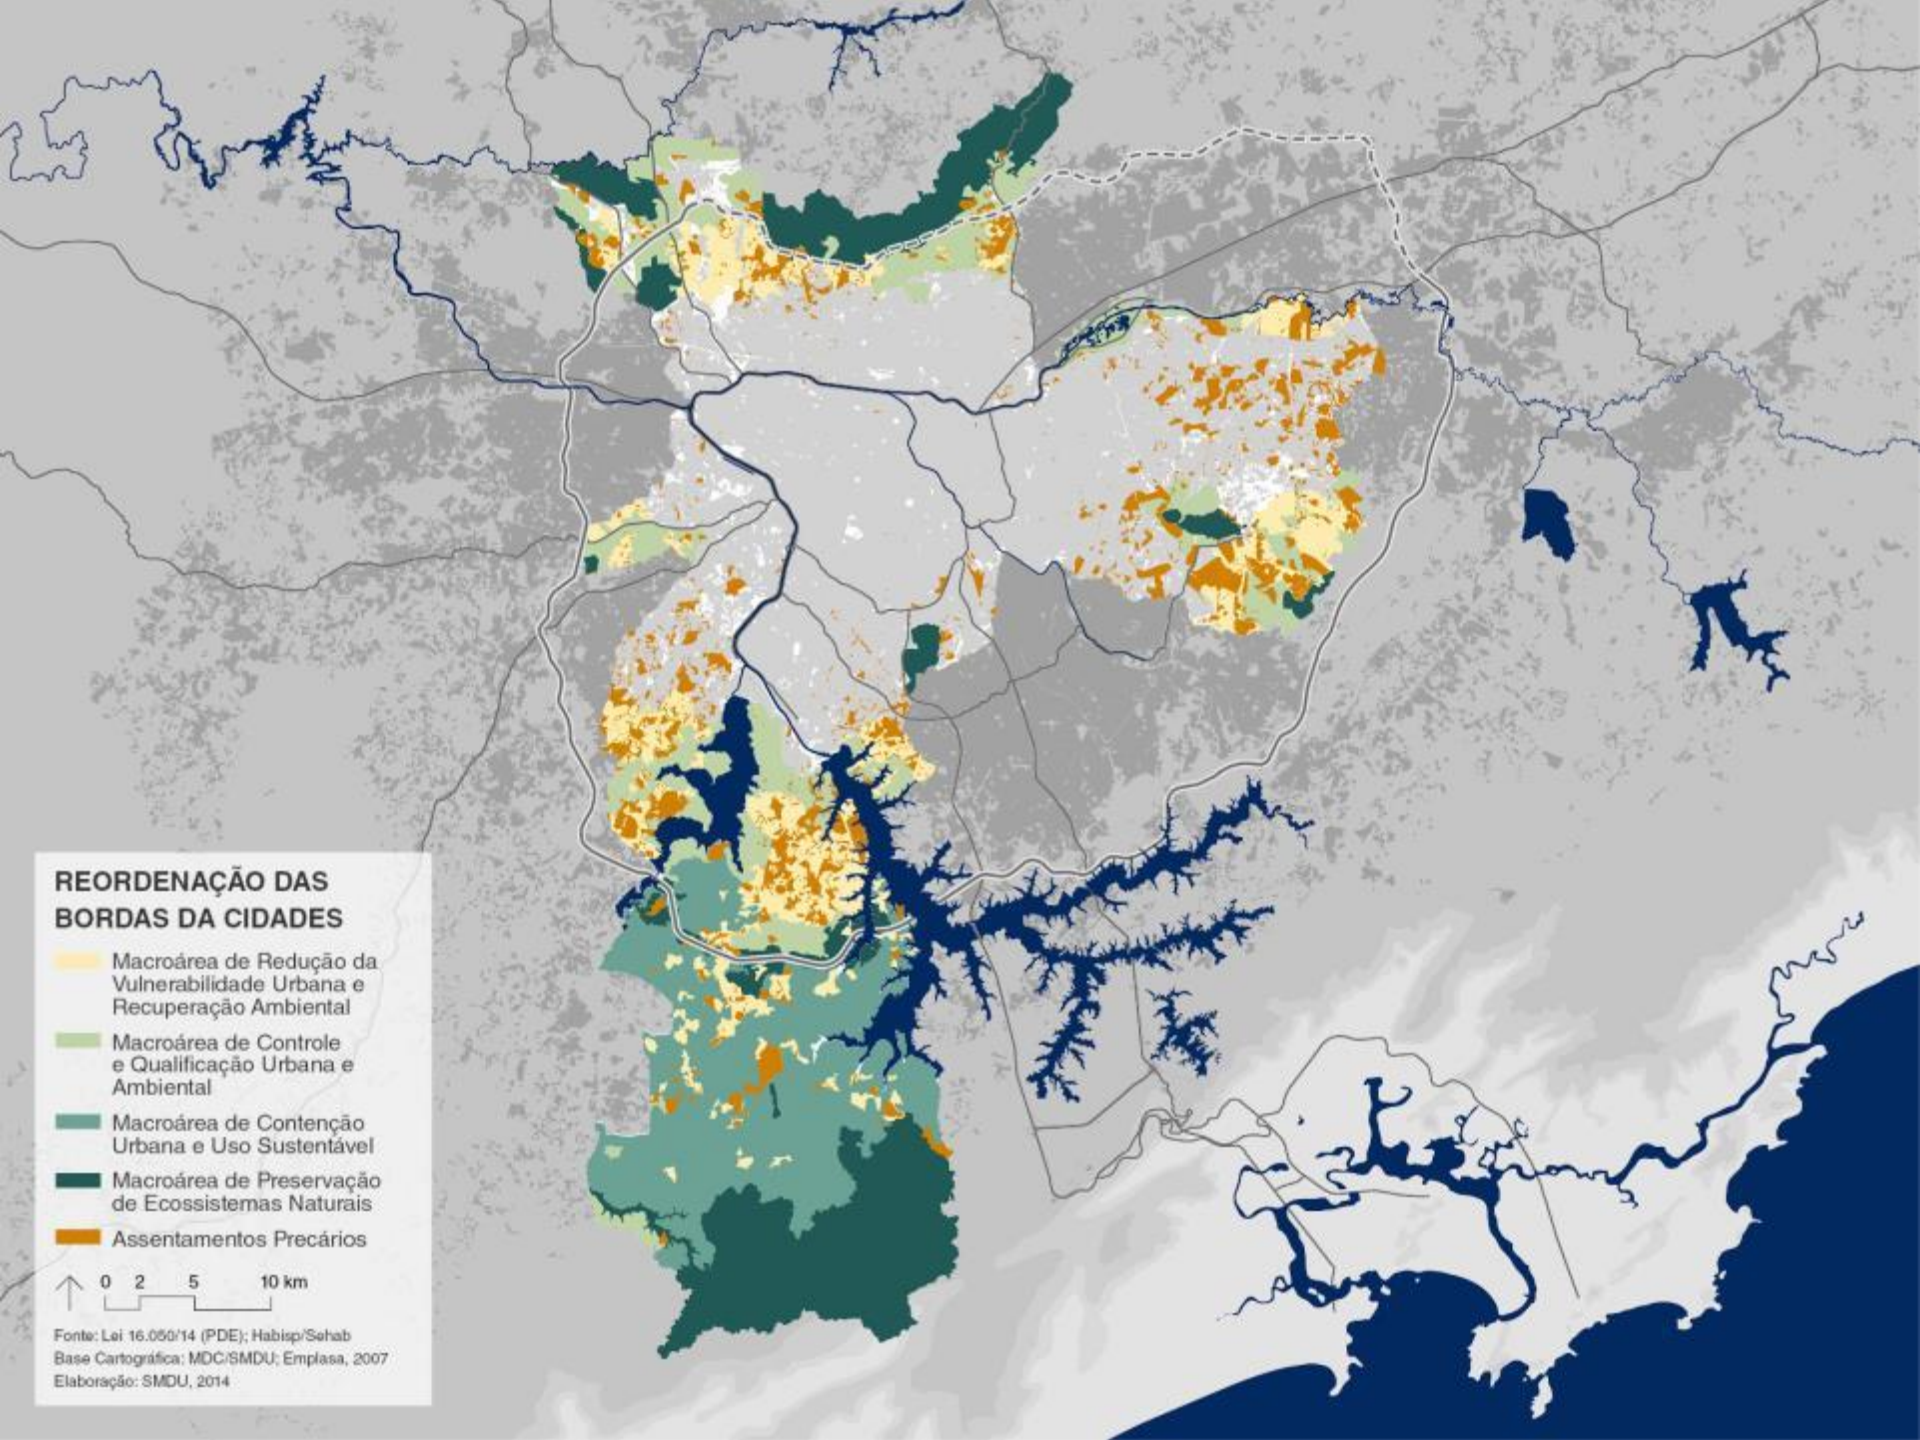 REORDENAÇÃO DAS
BORDAS DA CIDADES
Macroárea de Redução da
Vulnerabilidade Urbana e
Recuperação Ambiental
Macroárea de Controle
e Qualificação Urbana e
Ambiental
Macroárea de Contenção
Urbana e Uso Sustentável
Macroárea de Preservação
de Ecossistemas Naturais
Assentamentos Precários
0 2 5 10 km
Fonte: Lei 16.050/14 (PDE); Habisp/Sehab
Base Cartográfica: MDC/SMDU; Emplasa, 2007
Elaboração: SMDU, 2014